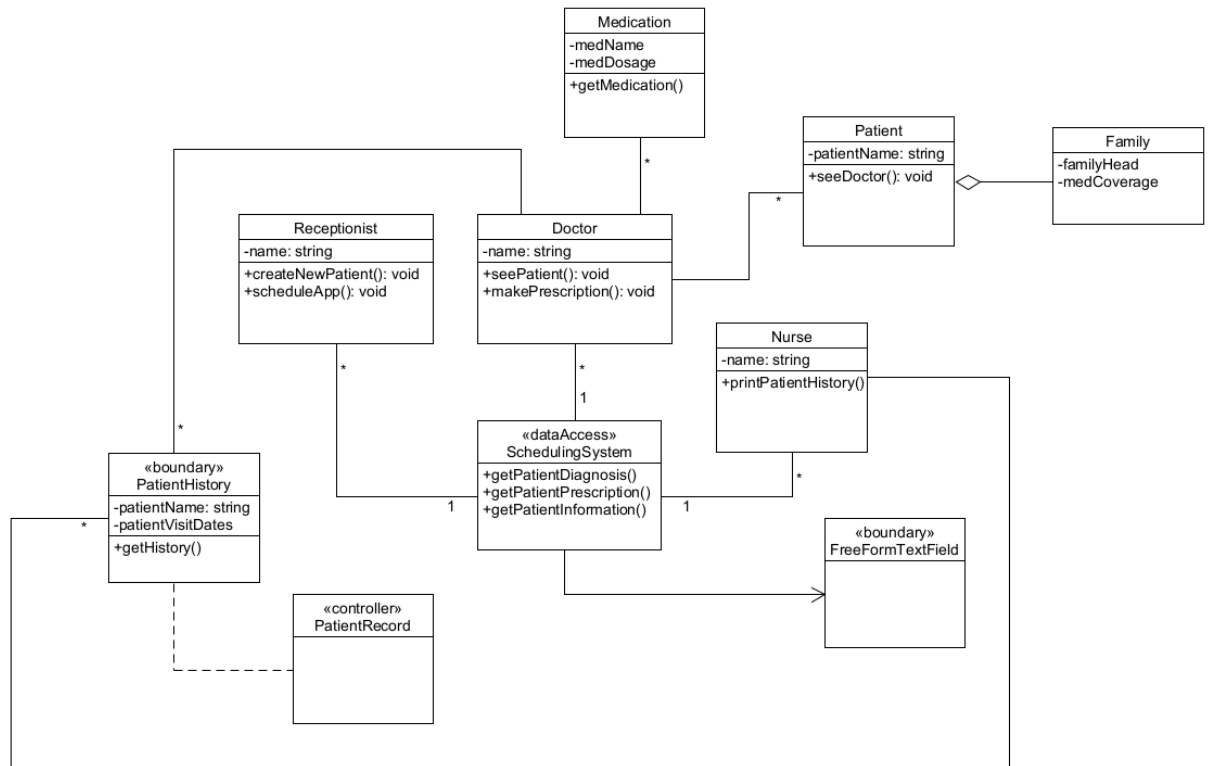 Medication
-medName
-medDosage
+getMedication()
*
Patient
-patientName: string
+seeDoctor(): void
*
Family
-familyHead
-medCoverage
Receptionist
-name: string
+createNewPatient(): void
+scheduleApp(): void
*
1
Doctor
-name: string
+seePatient(): void
+makePrescription(): void
*
1
Nurse
-name: string
+printPatientHistory()
*
1
«dataAccess»
SchedulingSystem
+getPatientDiagnosis()
+getPatientPrescription()
+getPatientInformation()
*
«boundary»
PatientHistory
-patientName: string
-patientVisitDates
+getHistory()
*
«boundary»
FreeFormTextField
«controller»
PatientRecord